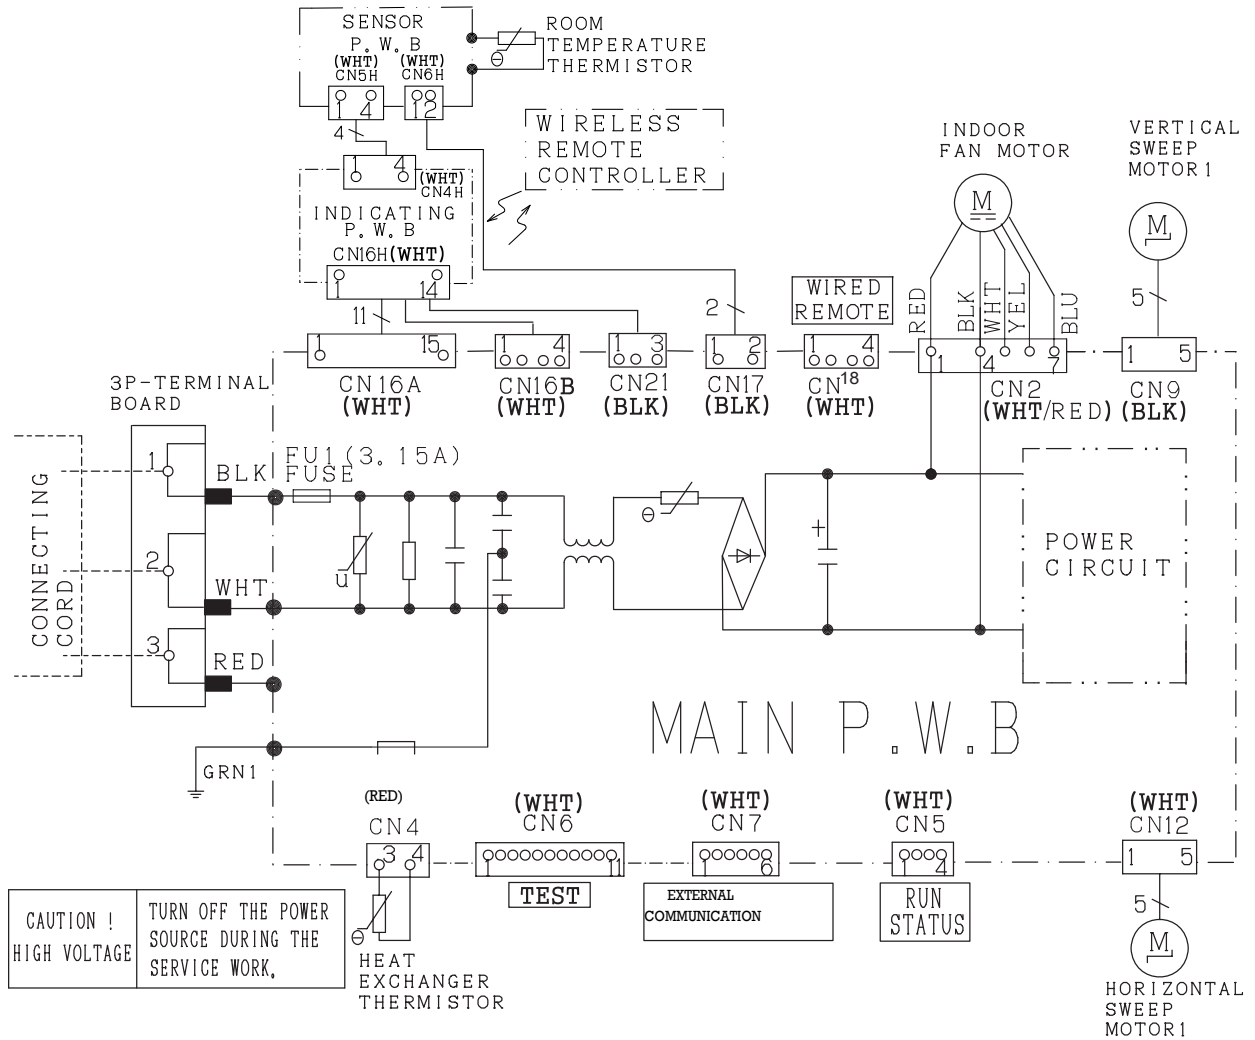 SENSOR
P. W. B
(WHT) (WHT)
CN5H CN6H
1 4 1 2
ROOM
TEMPERATURE
THERMISTOR
θ
4
1 4
(WHT)
CN4H
INDICATING
P. W. B
CN16H(WHT)
1 14
WIRELESS
REMOTE
CONTROLLER
INDOOR
FAN MOTOR
M
VERTICAL
SWEEP
MOTOR1
M
5
11
2
WIRED
REMOTE
RED
BLK
WHT
YEL
BLU
1 15
1 4
1 3
1 2
1 4
1 4 7
1 5
CN16A
(WHT)
CN16B
(WHT)
CN21
(BLK)
CN17
(BLK)
CN18
(WHT)
CN2
(WHT/RED)
CN9
(BLK)
3P-TERMINAL
BOARD
CONNECTING
CORD
1
2
3
BLK
WHT
RED
FU1(3. 15A)
FUSE
u
θ
+
POWER
CIRCUIT
MAIN P.W.B
GRN1
(RED)
CN4
3 4
(WHT)
CN6
1 11
TEST
(WHT)
CN7
1 6
EXTERNAL
COMMUNICATION
(WHT)
CN5
1 4
RUN
STATUS
(WHT)
CN12
1 5
5
M
HORIZONTAL
SWEEP
MOTOR1
θ
HEAT
EXCHANGER
THERMISTOR
CAUTION !
HIGH VOLTAGE
TURN OFF THE POWER
SOURCE DURING THE
SERVICE WORK.